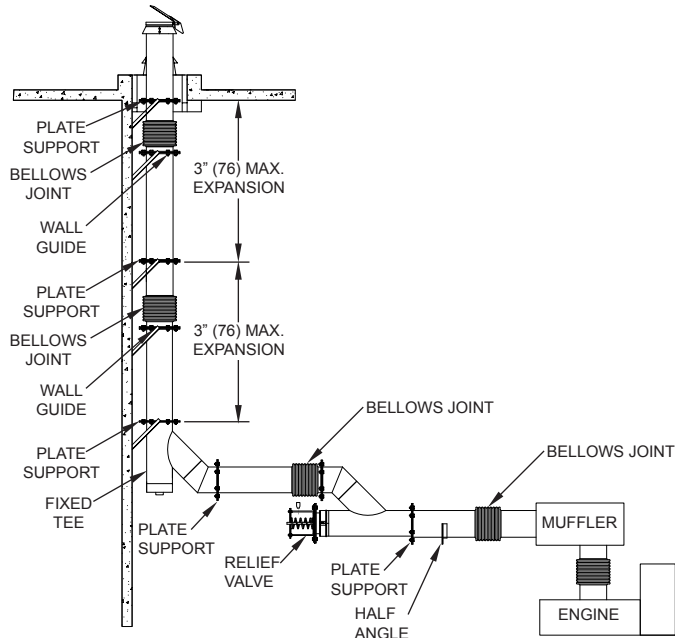 PLATE
SUPPORT
BELLOWS
JOINT
3” (76) MAX.
EXPANSION
WALL
GUIDE
PLATE
SUPPORT
BELLOWS
JOINT
3” (76) MAX.
EXPANSION
WALL
GUIDE
PLATE
SUPPORT
FIXED
TEE
BELLOWS JOINT
BELLOWS JOINT
PLATE
SUPPORT
RELIEF
VALVE
PLATE
SUPPORT
HALF
ANGLE
MUFFLER
ENGINE